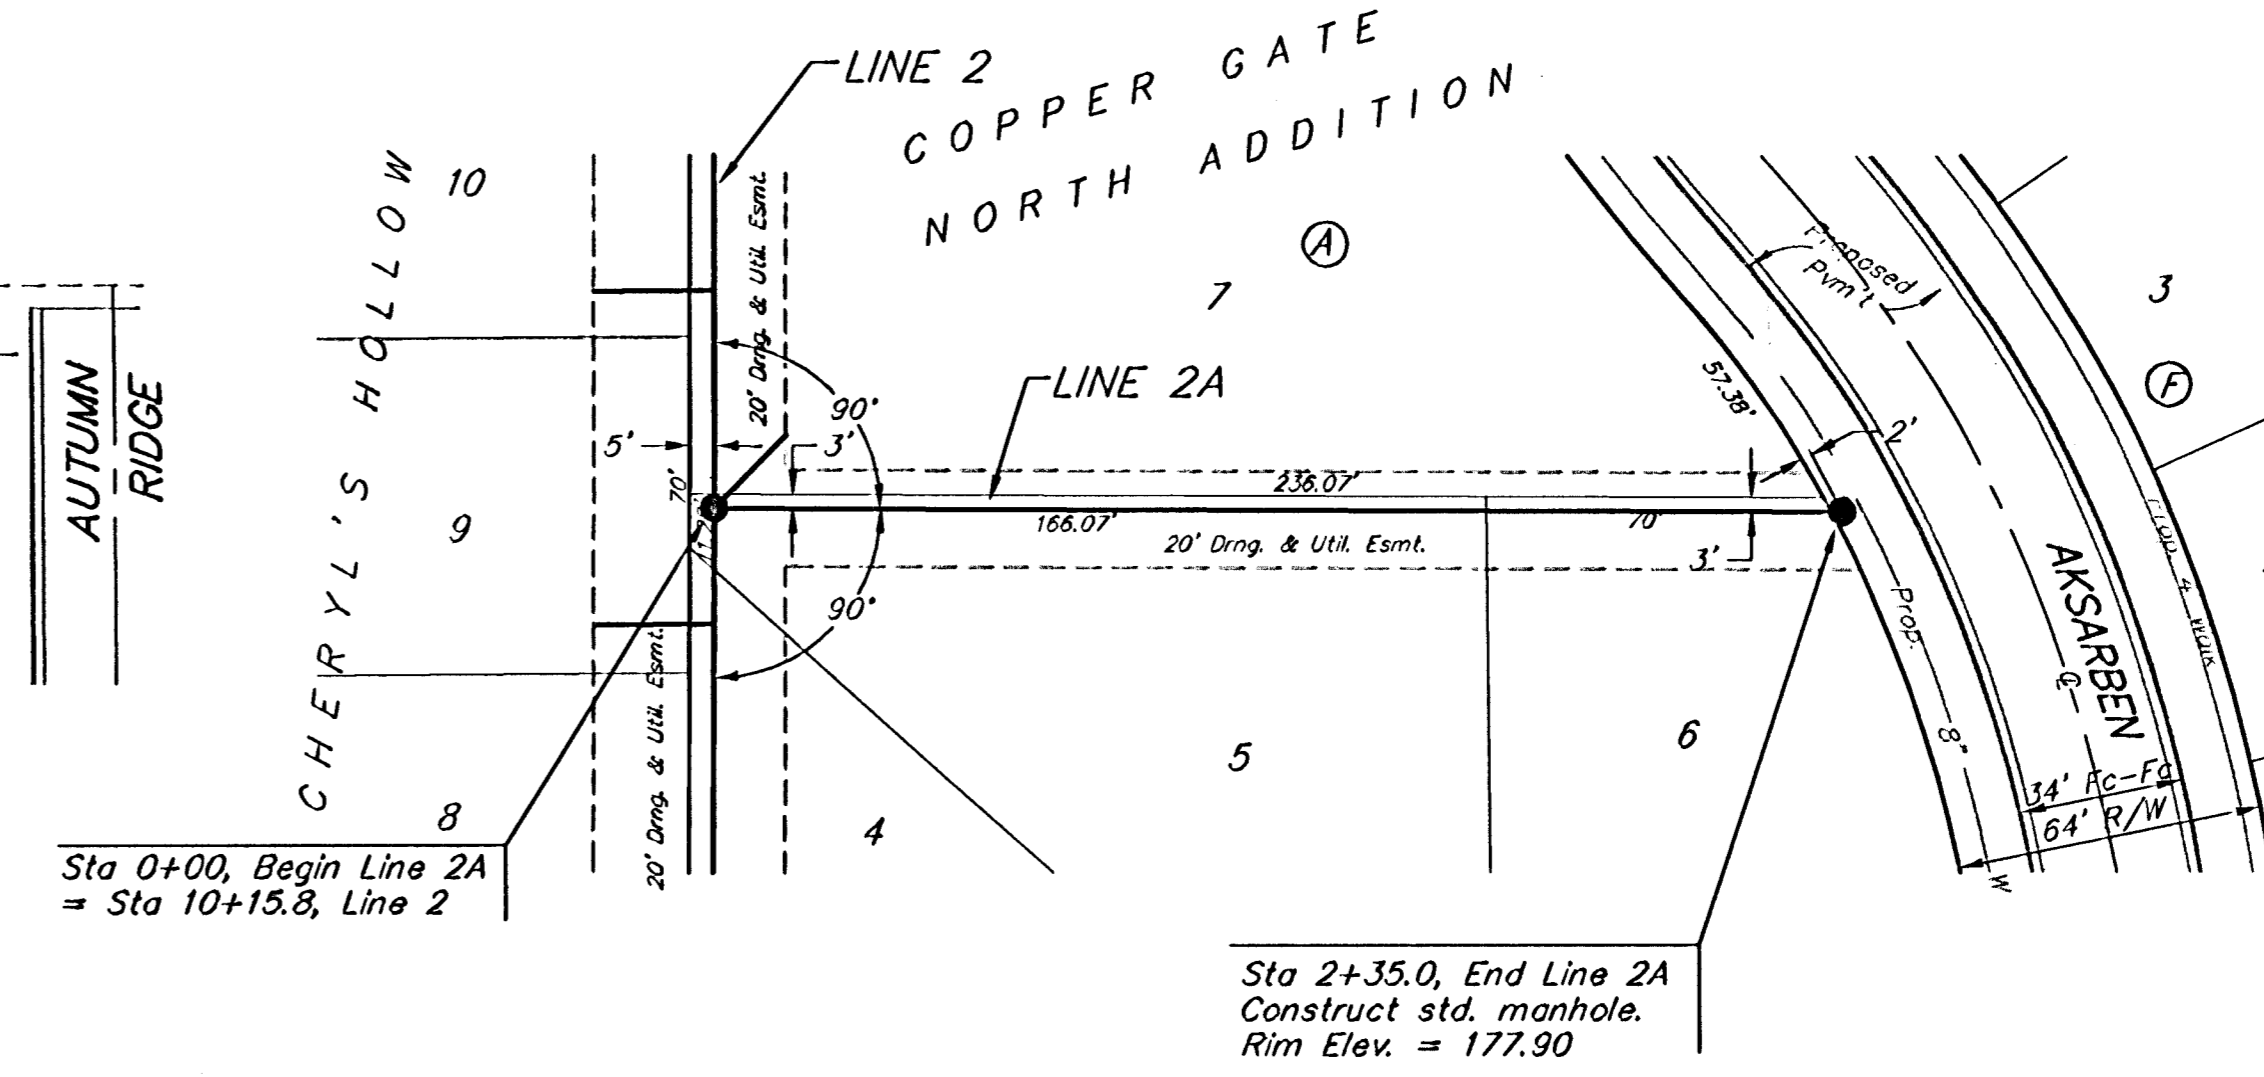 LINE 2
COPPER GATE
NORTH ADDITION
A
CHERYL'S HOLLOW
10
9
8
7
3
F
AUTUMN
RIDGE
20' Drng. & Util. Esmt.
Proposed
Pvm't
LINE 2A
57.38'
90°
5'
3'
2'
70'
236.07'
166.07'
70'
20' Drng. & Util. Esmt.
3'
90°
20' Drng. & Util. Esmt.
Prop.
8"
W
AKSARBEN
Prop. 4' Walk
4
5
6
34' Fc-Fc
64' R/W
Sta 0+00, Begin Line 2A
= Sta 10+15.8, Line 2
Sta 2+35.0, End Line 2A
Construct std. manhole.
Rim Elev. = 177.90